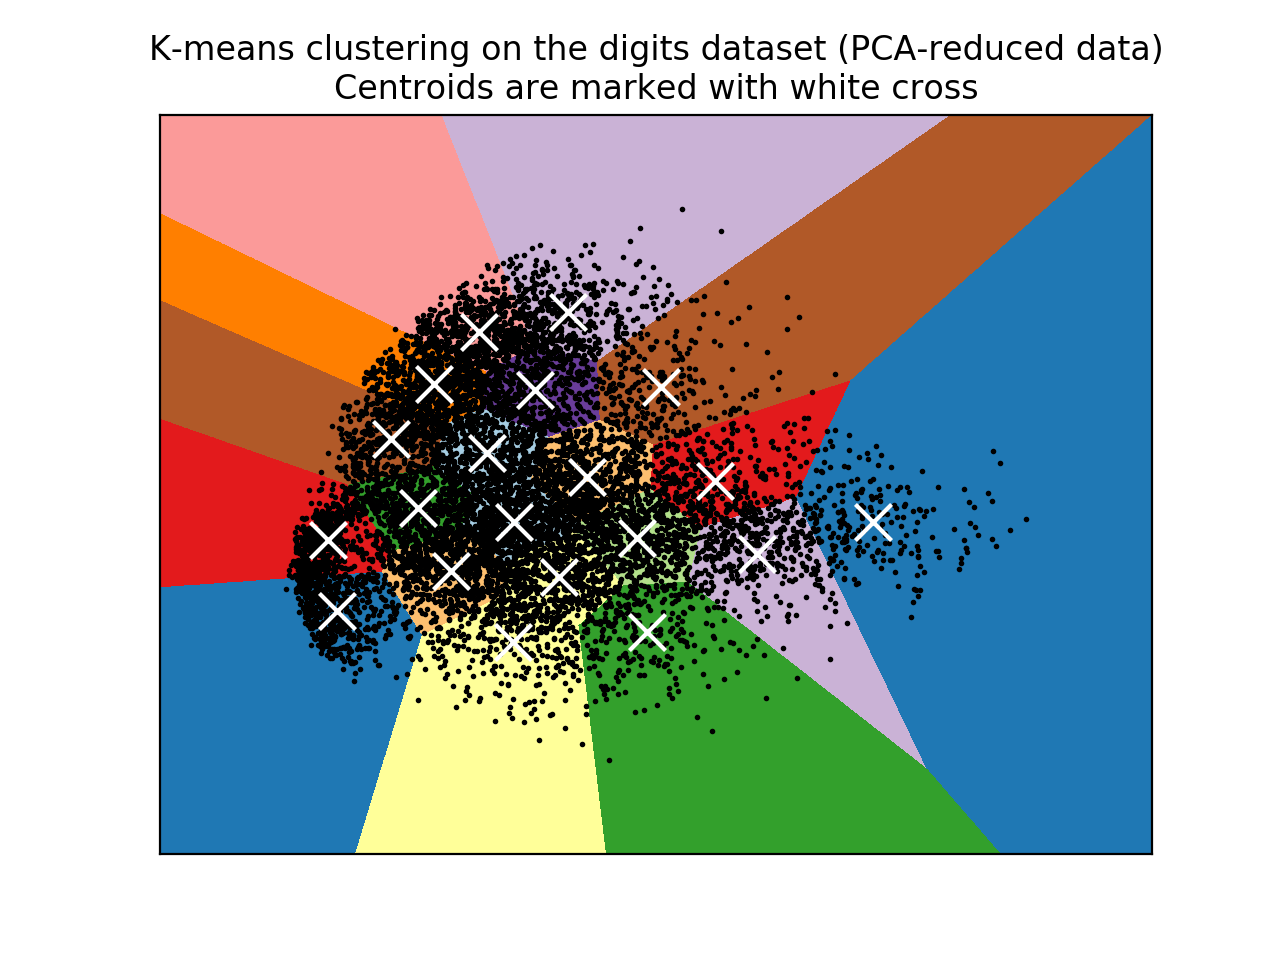 K-means clustering on the digits dataset (PCA-reduced data)
Centroids are marked with white cross